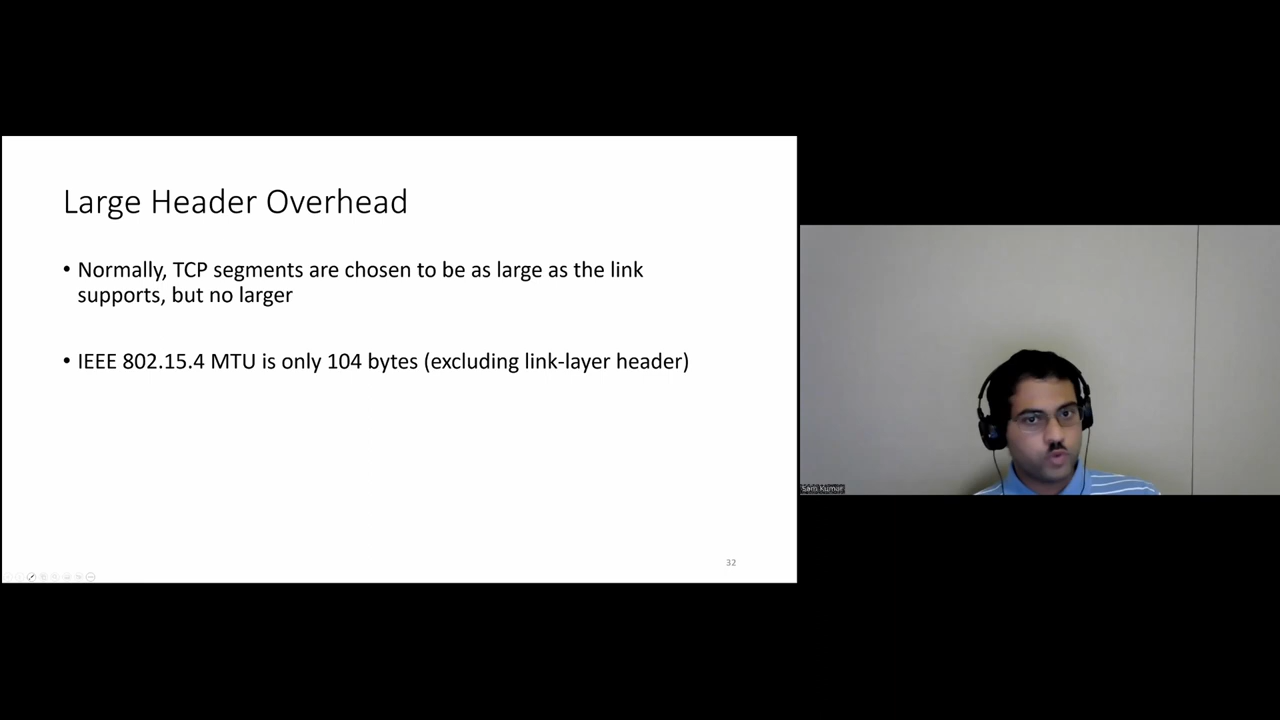 Large Header Overhead
• Normally, TCP segments are chosen to be as large as the link
supports, but no larger
• IEEE 802.15.4 MTU is only 104 bytes (excluding link-layer header)
32
Sam Kumar